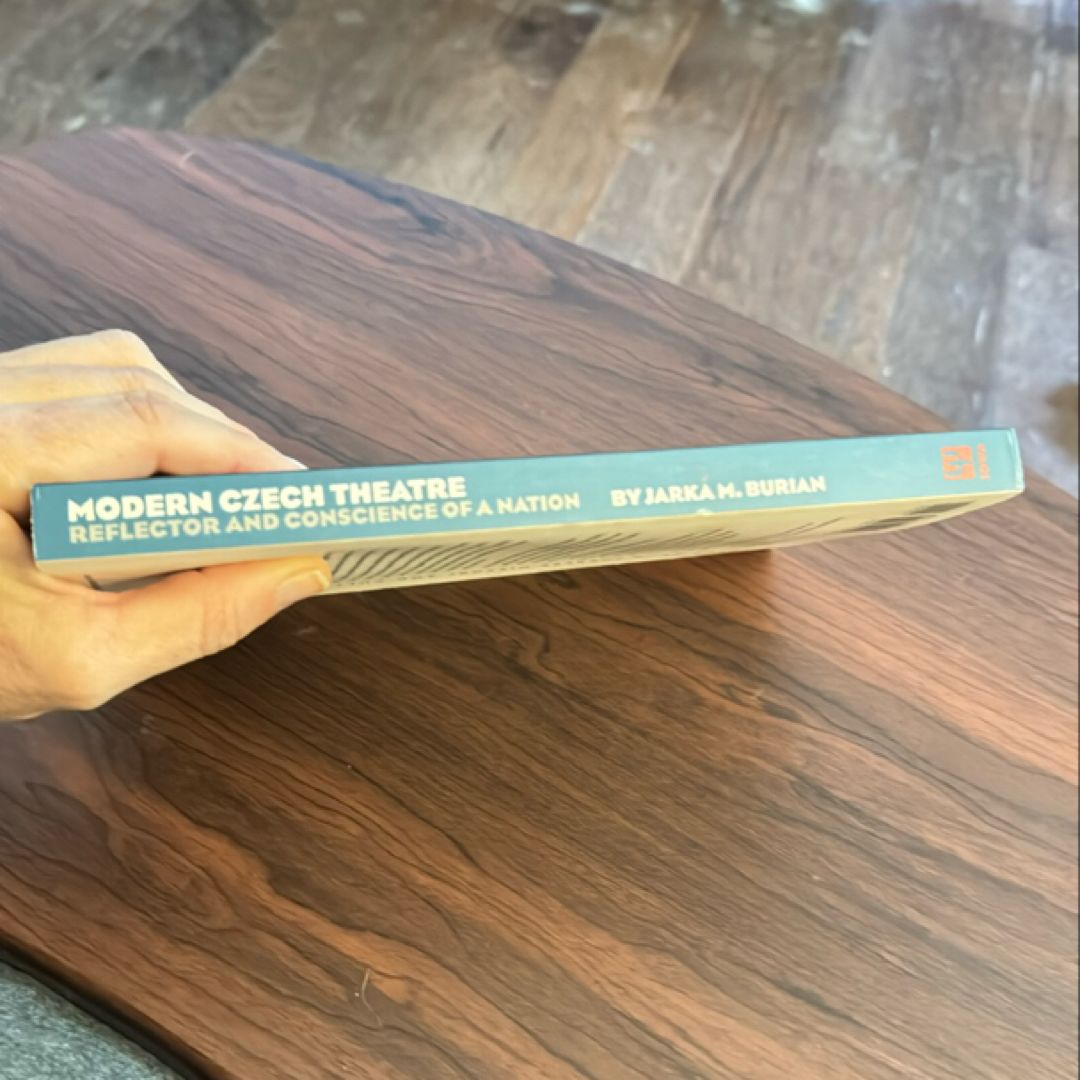 MODERN CZECH THEATRE
REFLECTOR AND CONSCIENCE OF A NATION
BY JARKA M. BURIAN